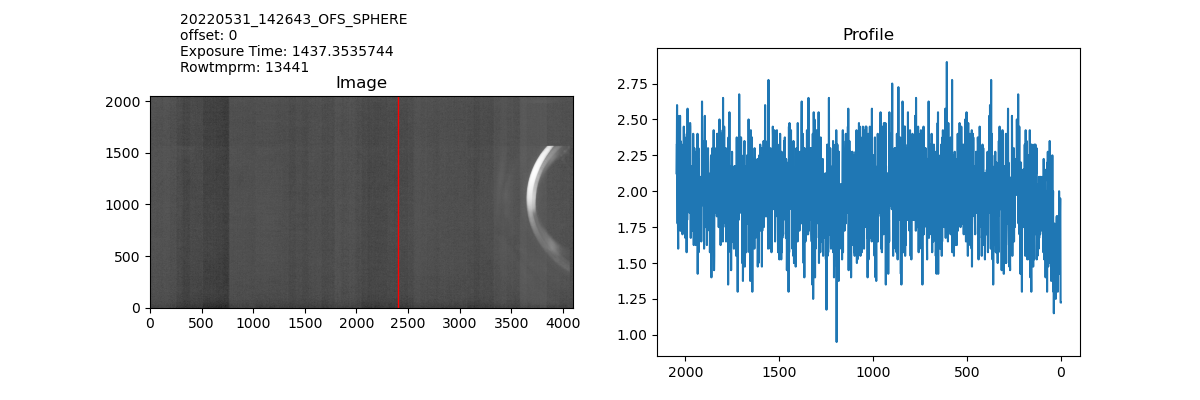 20220531_142643_OFS_SPHERE
offset: 0
Exposure Time: 1437.3535744
Rowtmprm: 13441
Image
2000
1500
1000
500
0
0 500 1000 1500 2000 2500 3000 3500 4000
Profile
2.75
2.50
2.25
2.00
1.75
1.50
1.25
1.00
2000 1500 1000 500 0